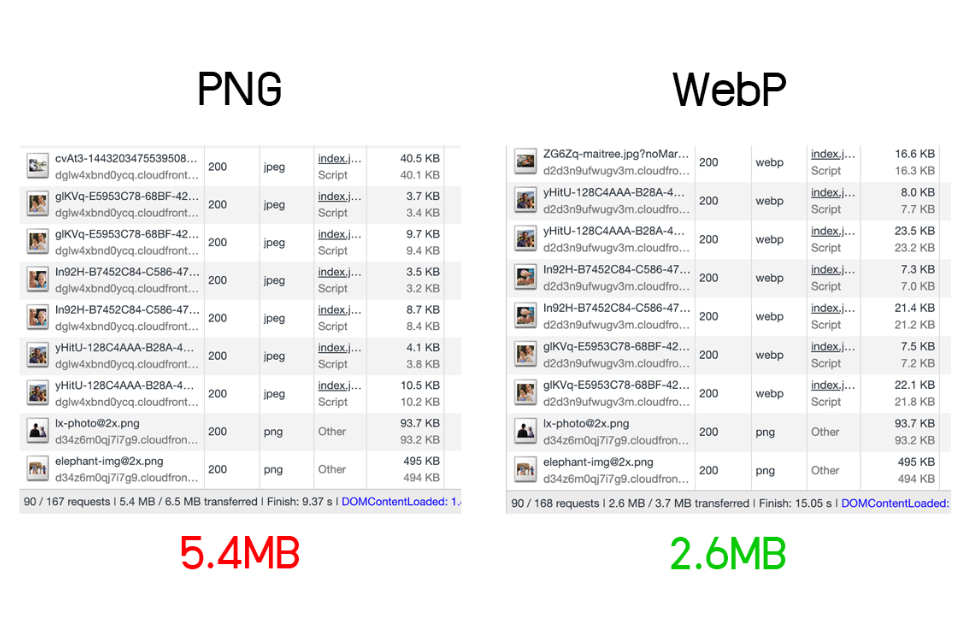 PNG
cvAt3-1443203475539508... 200 jpeg index.j... 40.5 KB
dglw4xbnd0ycq.cloudfront... Script 40.1 KB
glKVq-E5953C78-68BF-42... 200 jpeg index.j... 3.7 KB
dglw4xbnd0ycq.cloudfront... Script 3.4 KB
glKVq-E5953C78-68BF-42... 200 jpeg index.j... 9.7 KB
dglw4xbnd0ycq.cloudfront... Script 9.4 KB
In92H-B7452C84-C586-47... 200 jpeg index.j... 3.5 KB
dglw4xbnd0ycq.cloudfront... Script 3.2 KB
In92H-B7452C84-C586-47... 200 jpeg index.j... 8.7 KB
dglw4xbnd0ycq.cloudfront... Script 8.4 KB
yHitU-128C4AAA-B28A-4... 200 jpeg index.j... 4.1 KB
dglw4xbnd0ycq.cloudfront... Script 3.8 KB
yHitU-128C4AAA-B28A-4... 200 jpeg index.j... 10.5 KB
dglw4xbnd0ycq.cloudfront... Script 10.2 KB
lx-photo@2x.png 200 png Other 93.7 KB
d34z6m0qj7i7g9.cloudfron... 93.2 KB
elephant-img@2x.png 200 png Other 495 KB
d34z6m0qj7i7g9.cloudfron... 494 KB
90 / 167 requests | 5.4 MB / 6.5 MB transferred | Finish: 9.37 s | DOMContentLoaded: 1.
5.4MB
WebP
ZG6Zq-maitree.jpg?noMar... 200 webp index.j... 16.6 KB
d2d3n9ufwugv3m.cloudfro... Script 16.3 KB
yHitU-128C4AAA-B28A-4... 200 webp index.j... 8.0 KB
d2d3n9ufwugv3m.cloudfro... Script 7.7 KB
yHitU-128C4AAA-B28A-4... 200 webp index.j... 23.5 KB
d2d3n9ufwugv3m.cloudfro... Script 23.2 KB
In92H-B7452C84-C586-47... 200 webp index.j... 7.3 KB
d2d3n9ufwugv3m.cloudfro... Script 7.0 KB
In92H-B7452C84-C586-47... 200 webp index.j... 21.4 KB
d2d3n9ufwugv3m.cloudfro... Script 21.2 KB
glKVq-E5953C78-68BF-42... 200 webp index.j... 7.5 KB
d2d3n9ufwugv3m.cloudfro... Script 7.2 KB
glKVq-E5953C78-68BF-42... 200 webp index.j... 22.1 KB
d2d3n9ufwugv3m.cloudfro... Script 21.8 KB
lx-photo@2x.png 200 png Other 93.7 KB
d34z6m0qj7i7g9.cloudfron... 93.2 KB
elephant-img@2x.png 200 png Other 495 KB
d34z6m0qj7i7g9.cloudfron... 494 KB
90 / 168 requests | 2.6 MB / 3.7 MB transferred | Finish: 15.05 s | DOMContentLoaded:
2.6MB